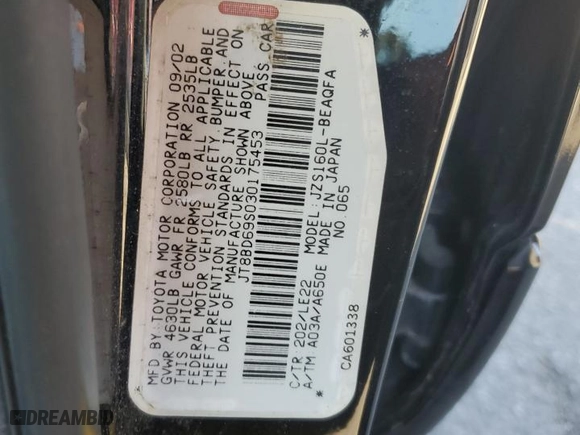 MFD BY: TOYOTA MOTOR CORPORATION 09/02
GVWR 4630LB GAWR FR 2580LB RR 2535LB
THIS VEHICLE CONFORMS TO ALL APPLICABLE
FEDERAL MOTOR VEHICLE SAFETY, BUMPER, AND
THEFT PREVENTION STANDARDS IN EFFECT ON
THE DATE OF MANUFACTURE SHOWN ABOVE.
JT8BD69S030175453 PASS CAR
C/TR 202/LE22 MODEL: JZS160L-BEAQFA
A/TM A03A/A650E MADE IN JAPAN
NO. 065
CA601338
DREAMBID